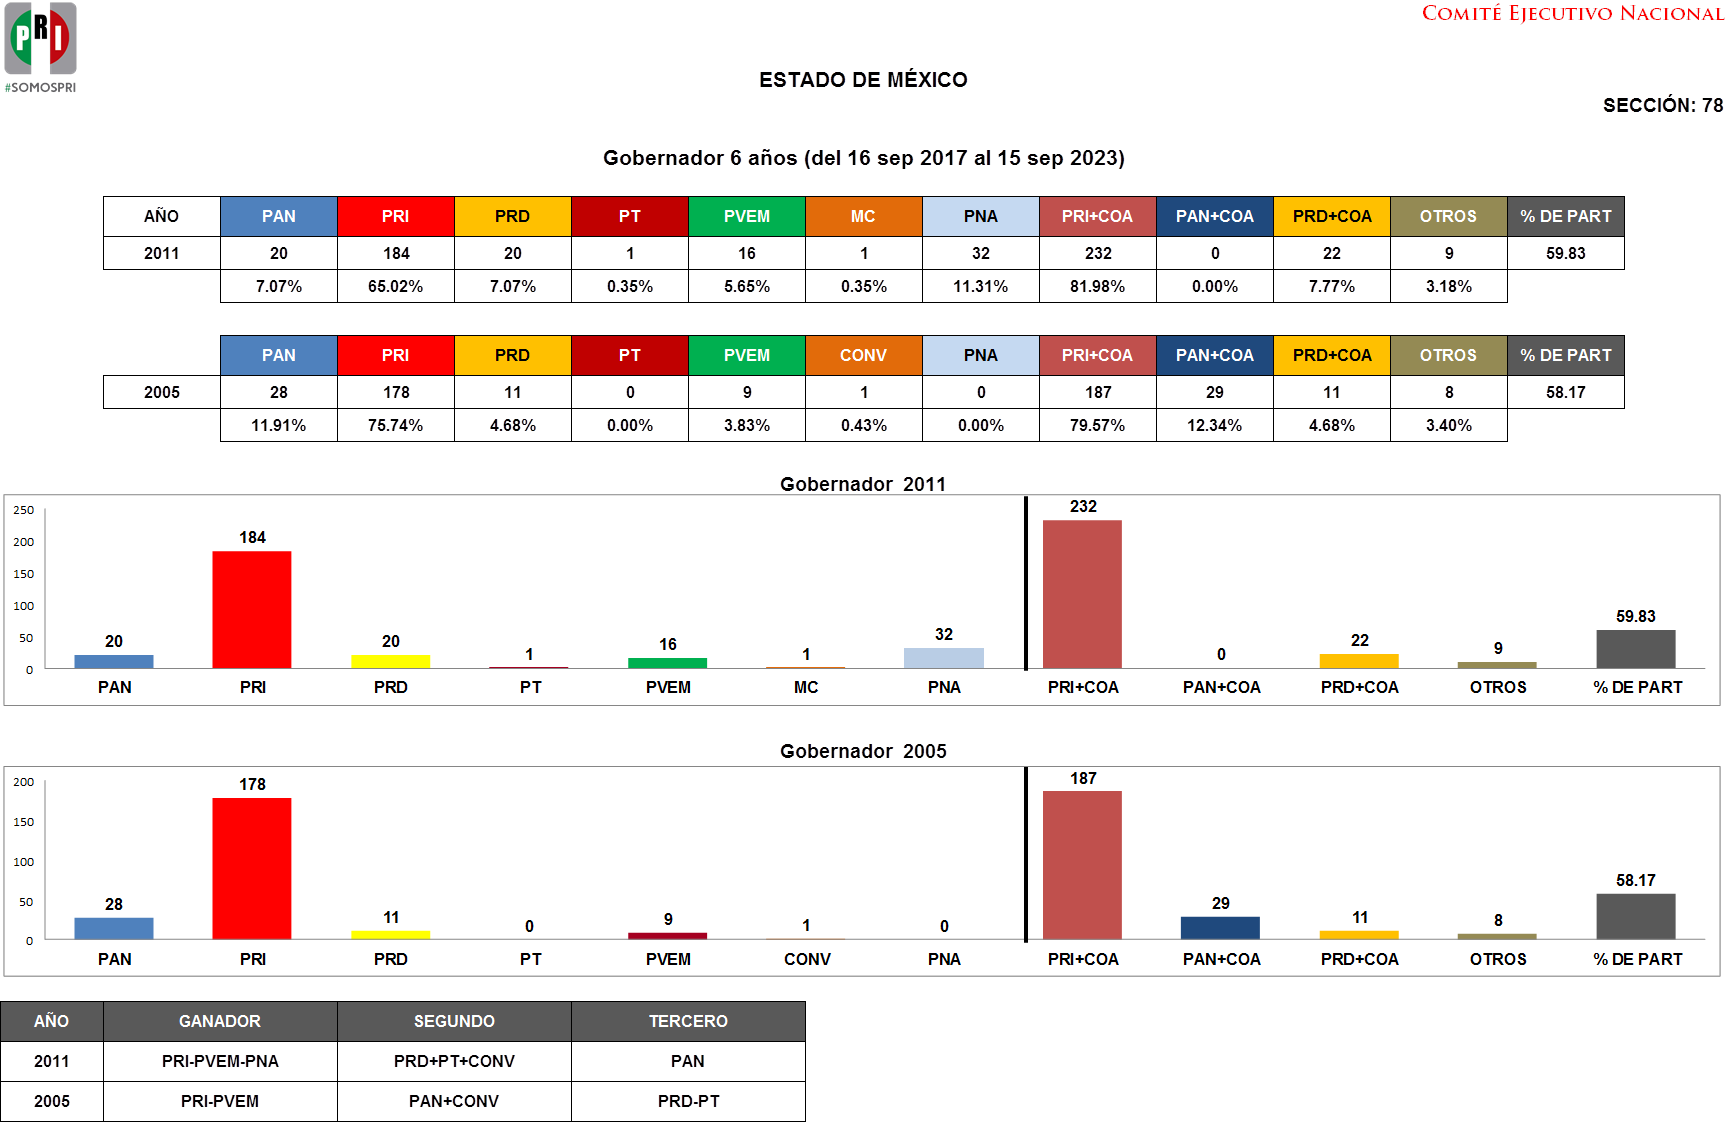 PRI
#SOMOSPRI
COMITÉ EJECUTIVO NACIONAL
ESTADO DE MÉXICO
SECCIÓN: 78
Gobernador 6 años (del 16 sep 2017 al 15 sep 2023)
AÑO PAN PRI PRD PT PVEM MC PNA PRI+COA PAN+COA PRD+COA OTROS % DE PART
2011 20 184 20 1 16 1 32 232 0 22 9 59.83
7.07% 65.02% 7.07% 0.35% 5.65% 0.35% 11.31% 81.98% 0.00% 7.77% 3.18%
PAN PRI PRD PT PVEM CONV PNA PRI+COA PAN+COA PRD+COA OTROS % DE PART
2005 28 178 11 0 9 1 0 187 29 11 8 58.17
11.91% 75.74% 4.68% 0.00% 3.83% 0.43% 0.00% 79.57% 12.34% 4.68% 3.40%
Gobernador 2011
250
200
150
100
50
0
20 184 20 1 16 1 32 232 0 22 9 59.83
PAN PRI PRD PT PVEM MC PNA PRI+COA PAN+COA PRD+COA OTROS % DE PART
Gobernador 2005
200
150
100
50
0
28 178 11 0 9 1 0 187 29 11 8 58.17
PAN PRI PRD PT PVEM CONV PNA PRI+COA PAN+COA PRD+COA OTROS % DE PART
AÑO GANADOR SEGUNDO TERCERO
2011 PRI-PVEM-PNA PRD+PT+CONV PAN
2005 PRI-PVEM PAN+CONV PRD-PT